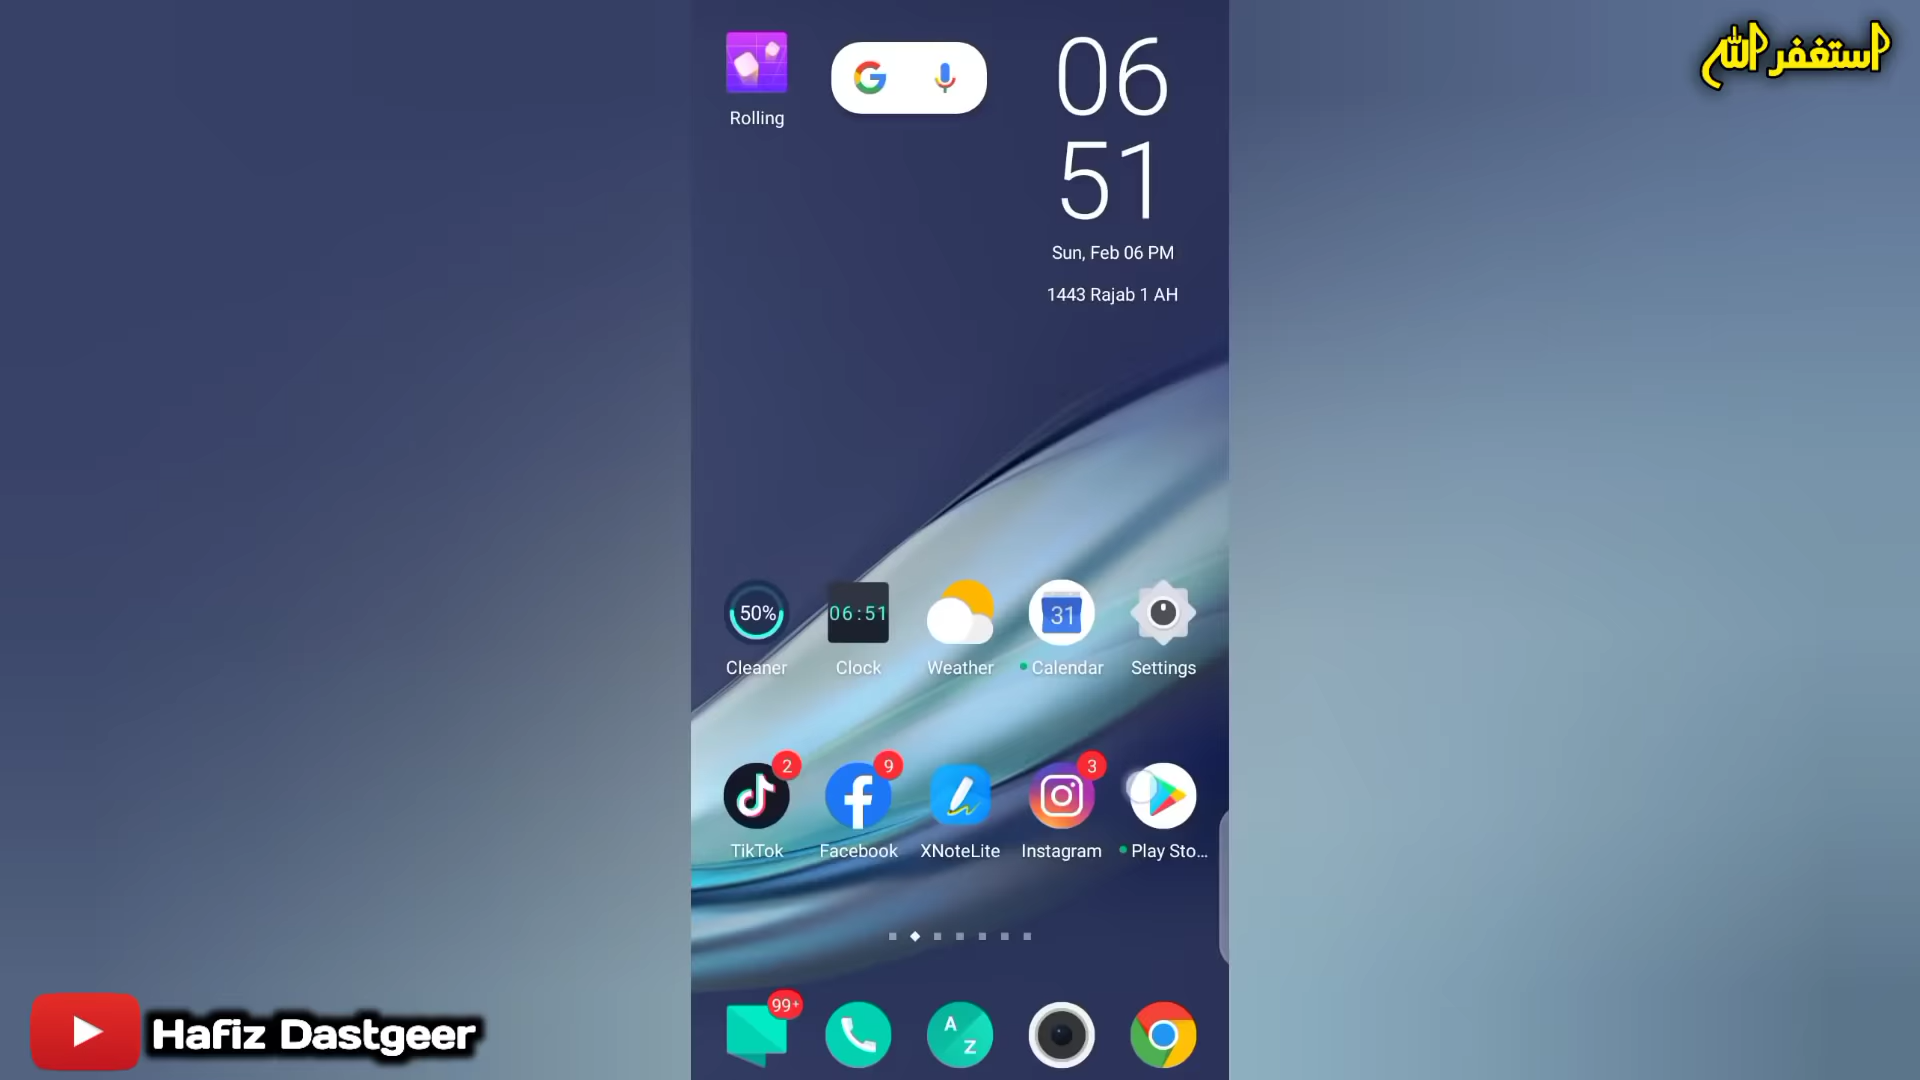 استغفر الله
Rolling
06
51
Sun, Feb 06 PM
1443 Rajab 1 AH
50%
06:51
31
Cleaner
Clock
Weather
Calendar
Settings
2
9
3
TikTok
Facebook
XNoteLite
Instagram
Play Sto...
99+
A
Z
Hafiz Dastgeer